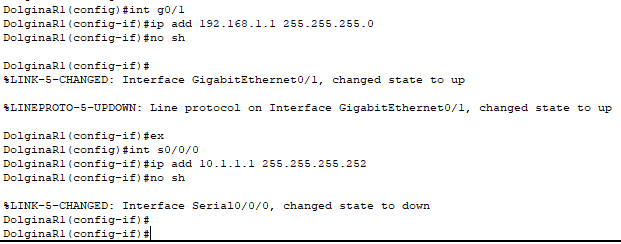 DolginaR1(config)#int g0/1
DolginaR1(config-if)#ip add 192.168.1.1 255.255.255.0
DolginaR1(config-if)#no sh
DolginaR1(config-if)#
%LINK-5-CHANGED: Interface GigabitEthernet0/1, changed state to up
%LINEPROTO-5-UPDOWN: Line protocol on Interface GigabitEthernet0/1, changed state to up
DolginaR1(config-if)#ex
DolginaR1(config)#int s0/0/0
DolginaR1(config-if)#ip add 10.1.1.1 255.255.255.252
DolginaR1(config-if)#no sh
%LINK-5-CHANGED: Interface Serial0/0/0, changed state to down
DolginaR1(config-if)#
DolginaR1(config-if)#